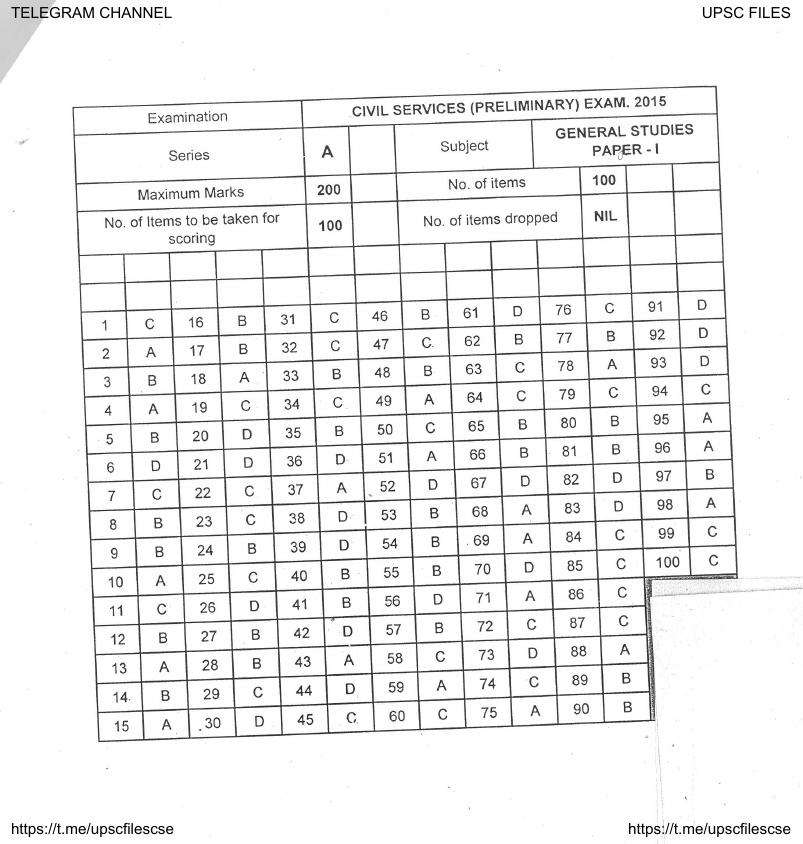 TELEGRAM CHANNEL UPSC FILES
Examination CIVIL SERVICES (PRELIMINARY) EXAM. 2015
Series A Subject GENERAL STUDIES PAPER - I
Maximum Marks 200 No. of items 100
No. of Items to be taken for scoring 100 No. of items dropped NIL
1 C 16 B 31 C 46 B 61 D 76 C 91 D
2 A 17 B 32 C 47 C 62 B 77 B 92 D
3 B 18 A 33 B 48 B 63 C 78 A 93 D
4 A 19 C 34 C 49 A 64 C 79 C 94 C
5 B 20 D 35 B 50 C 65 B 80 B 95 A
6 D 21 D 36 D 51 A 66 B 81 B 96 A
7 C 22 C 37 A 52 D 67 D 82 D 97 B
8 B 23 C 38 D 53 B 68 A 83 D 98 A
9 B 24 B 39 D 54 B 69 A 84 C 99 C
10 A 25 C 40 B 55 B 70 D 85 C 100 C
11 C 26 D 41 B 56 D 71 A 86 C
12 B 27 B 42 D 57 B 72 C 87 C
13 A 28 B 43 A 58 C 73 D 88 A
14 B 29 C 44 D 59 A 74 C 89 B
15 A 30 D 45 C 60 C 75 A 90 B
https://t.me/upscfilescse https://t.me/upscfilescse